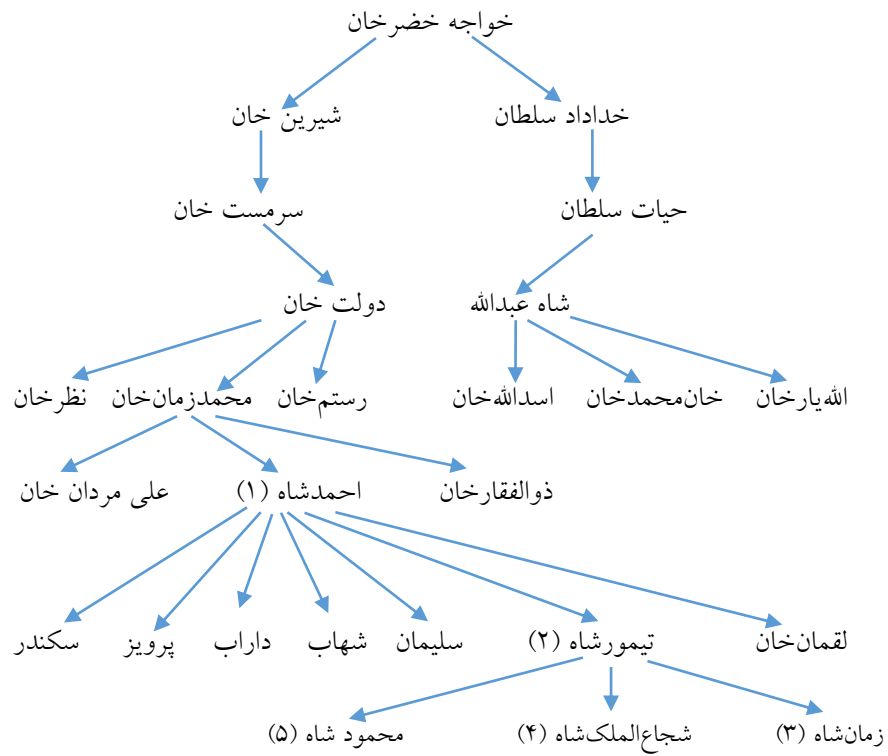 خواجه خضرخان
خداداد سلطان شیرین خان
حیات سلطان سرمست خان
شاه عبدالله دولت خان
الله‌یارخان خان‌محمدخان اسدالله‌خان رستم‌خان محمدزمان‌خان نظرخان
ذوالفقارخان احمدشاه (۱) علی مردان خان
لقمان‌خان تیمورشاه (۲) سلیمان شهاب داراب پرویز سکندر
زمان‌شاه (۳) شجاع‌الملک‌شاه (۴) محمود شاه (۵)